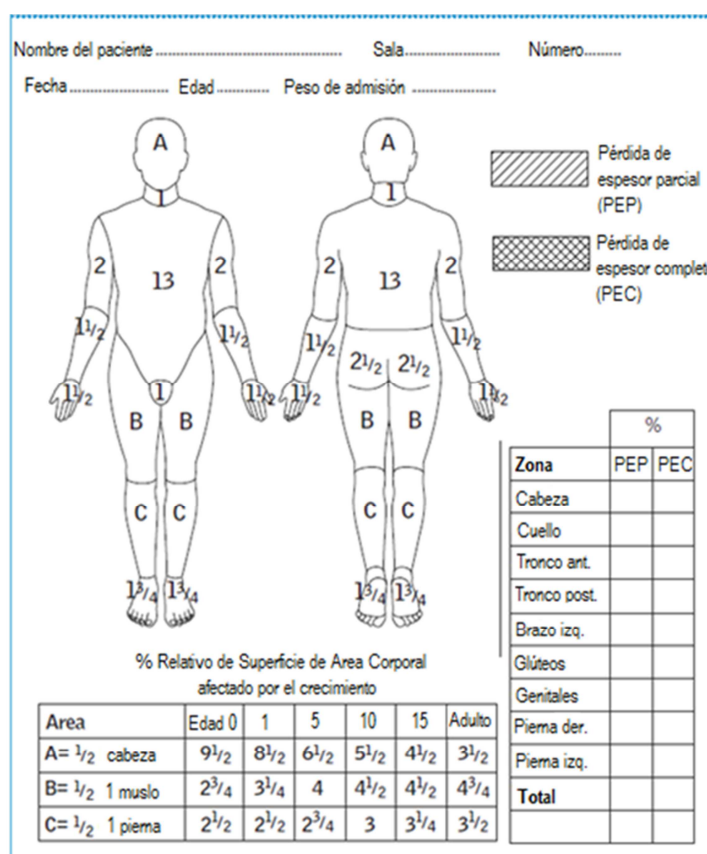 Nombre del paciente ........................................... Sala...................... Número.........
Fecha....................... Edad............ Peso de admisión ...................
A A
1 1
Pérdida de
espesor parcial
(PEP)
Pérdida de
espesor complet
(PEC)
2 13 2 2 13 2
1½ 1½ 1½ 1½
2½ 2½
1½ 1 1½ 1½ 1½
B B B B
C C C C
1¾ 1¾ 1¾ 1¾
%
Zona PEP PEC
Cabeza
Cuello
Tronco ant.
Tronco post.
Brazo izq.
Glúteos
Genitales
Pierna der.
Pierna izq.
Total
% Relativo de Superficie de Area Corporal
afectado por el crecimiento
Area Edad 0 1 5 10 15 Adulto
A= ½ cabeza 9½ 8½ 6½ 5½ 4½ 3½
B= ½ 1 muslo 2¾ 3¼ 4 4½ 4½ 4¾
C= ½ 1 pierna 2½ 2½ 2¾ 3 3¼ 3½